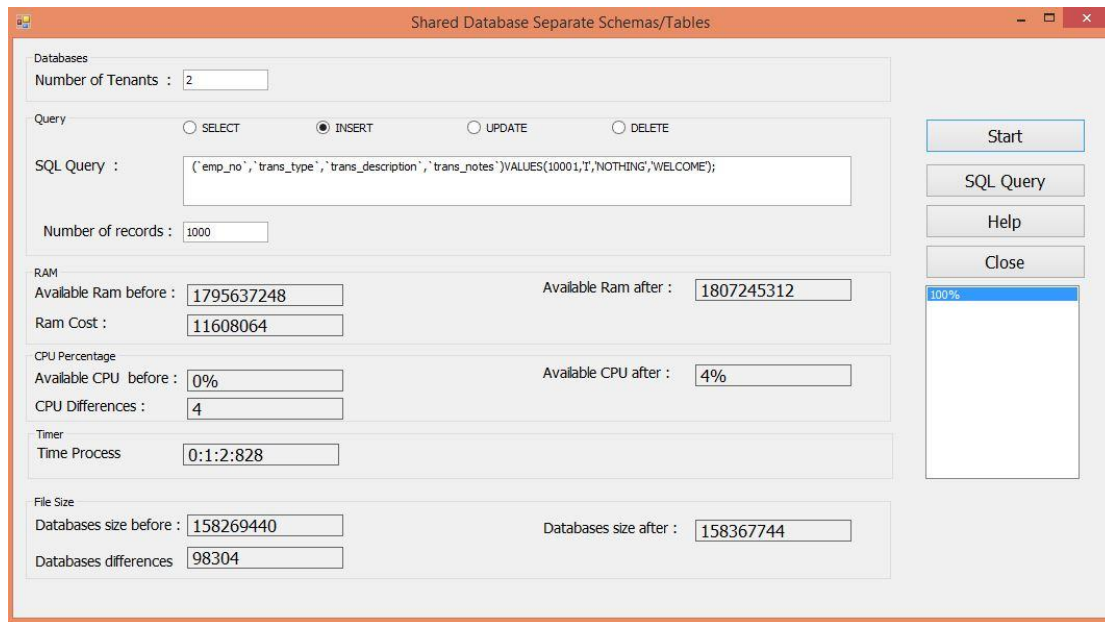 Shared Database Separate Schemas/Tables
Databases
Number of Tenants : 2
Query
SELECT INSERT UPDATE DELETE
SQL Query : (`emp_no`,`trans_type`,`trans_description`,`trans_notes`)VALUES(10001,'I','NOTHING','WELCOME');
Number of records : 1000
Start
SQL Query
Help
Close
100%
RAM
Available Ram before : 1795637248 Available Ram after : 1807245312
Ram Cost : 11608064
CPU Percentage
Available CPU before : 0% Available CPU after : 4%
CPU Differences : 4
Timer
Time Process 0:1:2:828
File Size
Databases size before : 158269440 Databases size after : 158367744
Databases differences 98304